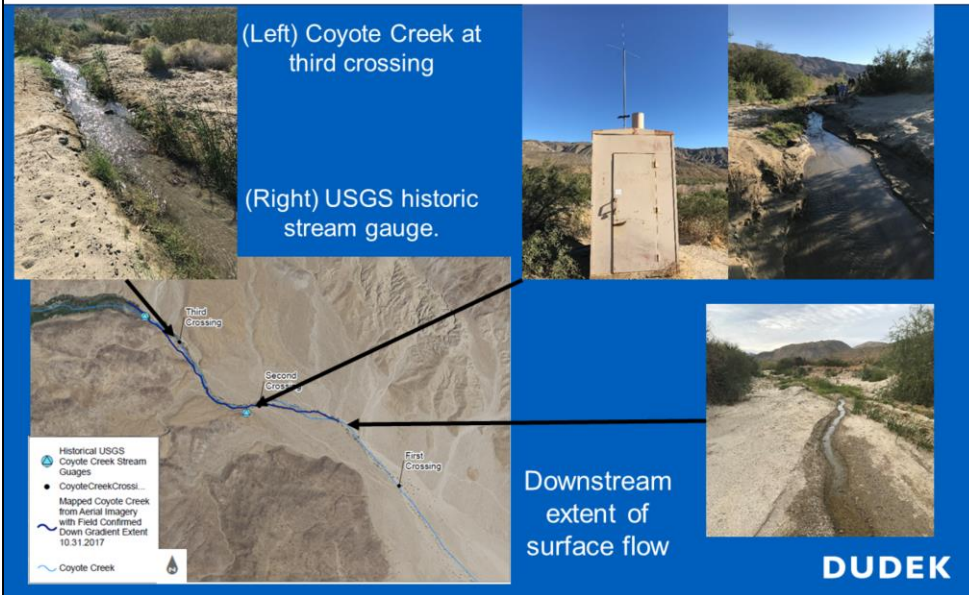 (Left) Coyote Creek at
third crossing
(Right) USGS historic
stream gauge.
Third
Crossing
Second
Crossing
First
Crossing
Historical USGS
Coyote Creek Stream
Guages
CoyoteCreekCrossi...
Mapped Coyote Creek
from Aerial Imagery
with Field Confirmed
Down Gradient Extent
10.31.2017
Coyote Creek
N
Downstream
extent of
surface flow
DUDEK